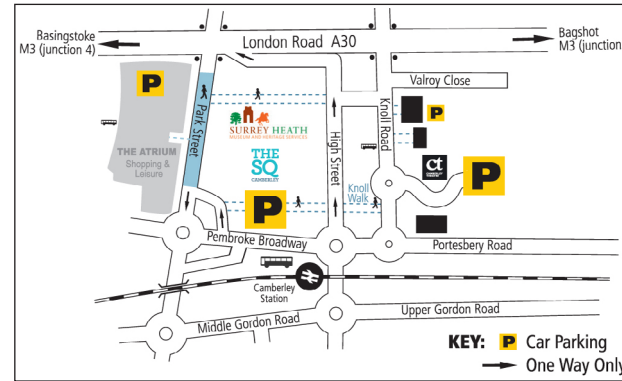 Basingstoke
M3 (junction 4)
London Road A30
Bagshot
M3 (junction
P
Valroy Close
P
Park Street
Knoll Road
SURREY HEATH
MUSEUM AND HERITAGE SERVICES
High Street
THE ATRIUM
Shopping &
Leisure
THE
SQ
CAMBERLEY
ct
P
Knoll
Walk
P
Pembroke Broadway
Portesbery Road
Camberley
Station
Middle Gordon Road
Upper Gordon Road
KEY:
P Car Parking
One Way Only